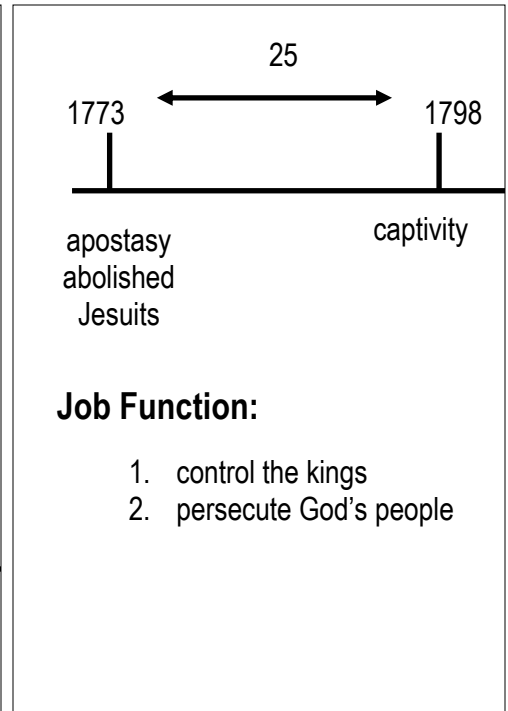 25
1773 1798
apostasy
abolished
Jesuits
captivity
Job Function:
1. control the kings
2. persecute God’s people